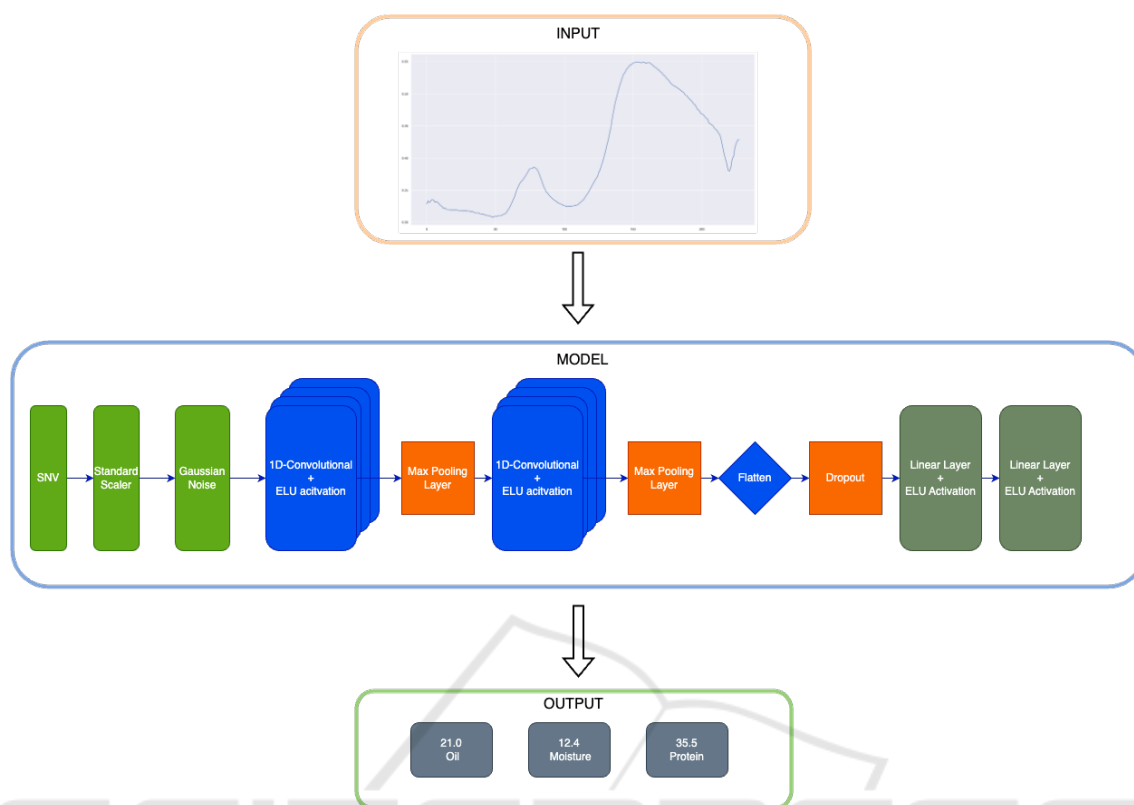 INPUT
MODEL
SNV
Standard
Scaler
Gaussian
Noise
1D-Convolutional
+
ELU acitvation
Max Pooling
Layer
1D-Convolutional
+
ELU acitvation
Max Pooling
Layer
Flatten
Dropout
Linear Layer
+
ELU Activation
Linear Layer
+
ELU Activation
OUTPUT
21.0
Oil
12.4
Moisture
35.5
Protein